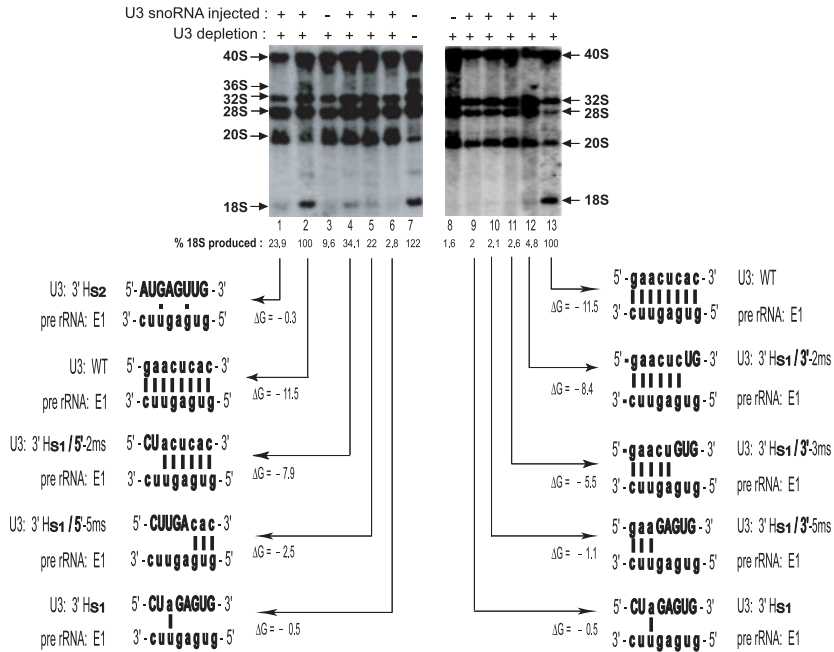 U3 snoRNA injected : + + - + + + -
- + + + + +
U3 depletion : + + + + + + -
- + + + + +
40S
36S
32S
28S
20S
18S
40S
32S
28S
20S
18S
1 2 3 4 5 6 7
8 9 10 11 12 13
% 18S produced : 23,9 100 9,6 34,1 22 2,8 122
1,6 2 2,1 2,6 4,8 100
U3: 3' HS2 5'- AUGAGUUG - 3'
pre rRNA: E1 3' - cuugagug - 5'
ΔG = - 0.3
U3: WT 5' - gaacucac - 3'
pre rRNA: E1 3' - cuugagug - 5'
ΔG = - 11.5
U3: 3' HS1 / 5'-2ms 5' - CUacucac - 3'
pre rRNA: E1 3' - cuugagug - 5'
ΔG = - 7.9
U3: 3' HS1 / 5'-5ms 5' - CUUGAcac - 3'
pre rRNA: E1 3' - cuugagug - 5'
ΔG = - 2.5
U3: 3' HS1 5' - CUaGAGUG - 3'
pre rRNA: E1 3' - cuugagug - 5'
ΔG = - 0.5
5' - gaacucac - 3' U3: WT
3' - cuugagug - 5' pre rRNA: E1
ΔG = - 11.5
5' - gaacucUG - 3' U3: 3' HS1 / 3'-2ms
3' - cuugagug - 5' pre rRNA: E1
ΔG = - 8,4
5' - gaacuGUG - 3' U3: 3' HS1 / 3'-3ms
3' - cuugagug - 5' pre rRNA: E1
ΔG = - 5.5
5' - gaaGAGUG - 3' U3: 3' HS1 / 3'-5ms
3' - cuugagug - 5' pre rRNA: E1
ΔG = - 1.1
5' - CUaGAGUG - 3' U3: 3' HS1
3' - cuugagug - 5' pre rRNA: E1
ΔG = - 0.5